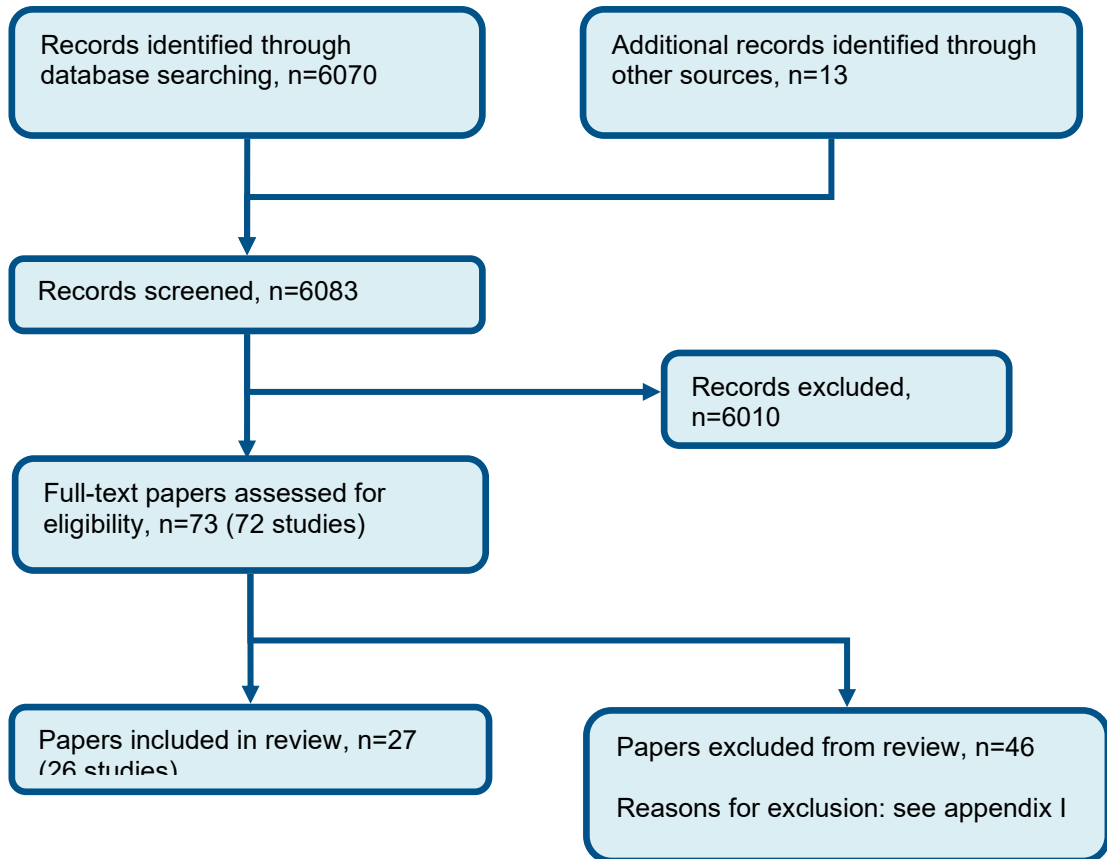 Records identified through
database searching, n=6070
Additional records identified through
other sources, n=13
Records screened, n=6083
Records excluded,
n=6010
Full-text papers assessed for
eligibility, n=73 (72 studies)
Papers included in review, n=27
(26 studies)
Papers excluded from review, n=46
Reasons for exclusion: see appendix I